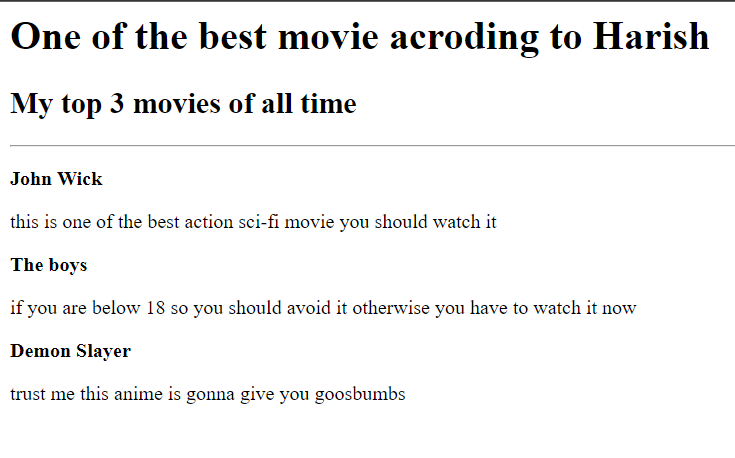 One of the best movie acroding to Harish
My top 3 movies of all time
John Wick
this is one of the best action sci-fi movie you should watch it
The boys
if you are below 18 so you should avoid it otherwise you have to watch it now
Demon Slayer
trust me this anime is gonna give you goosbumbs